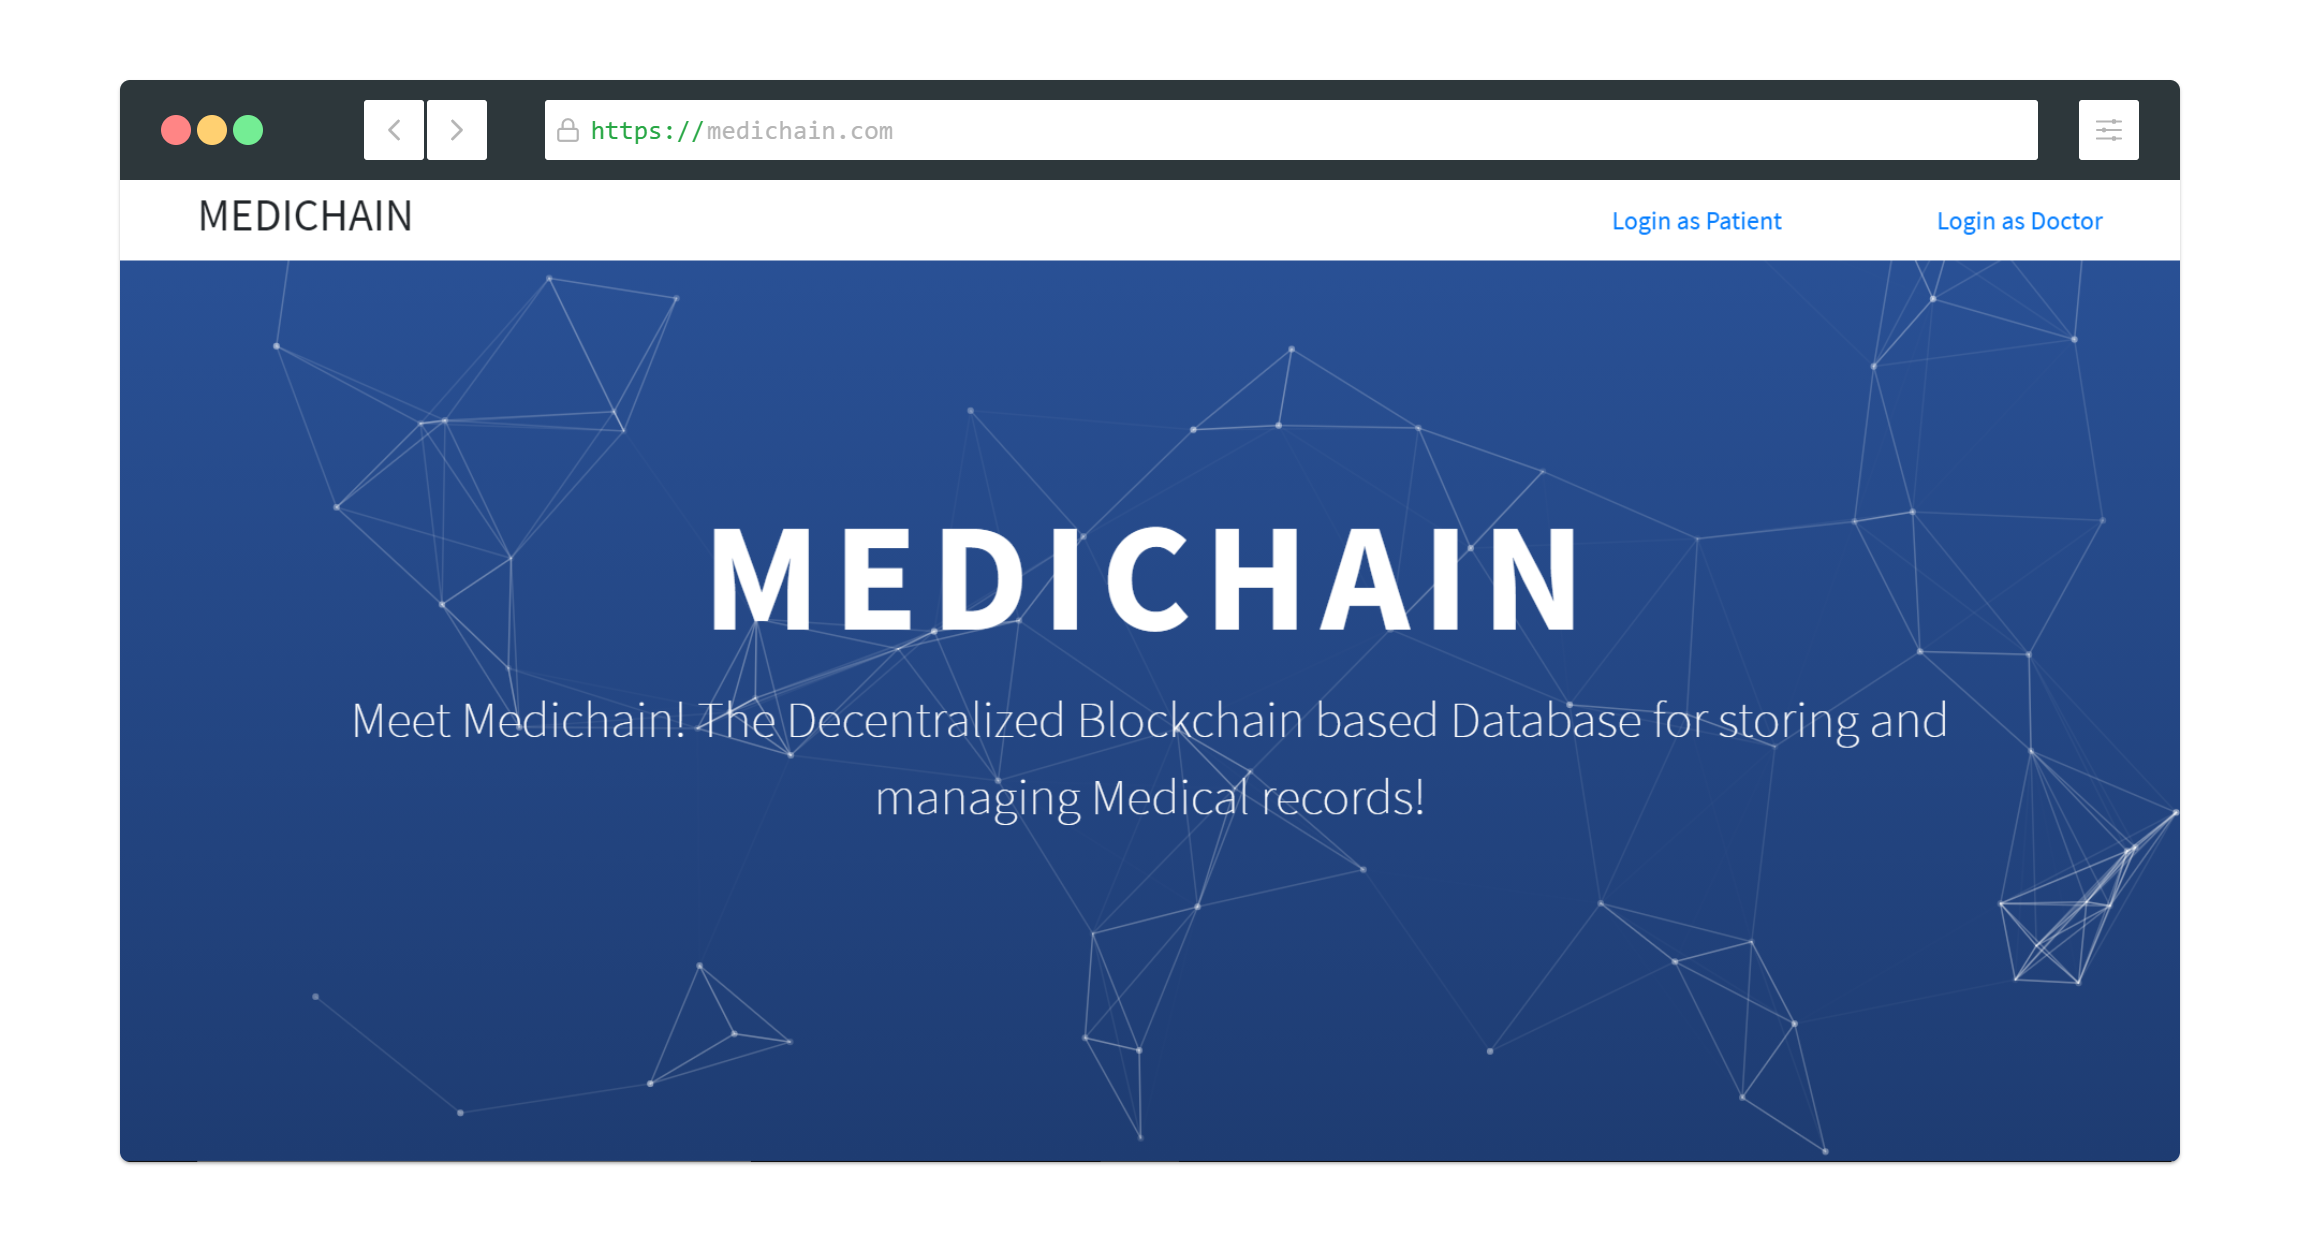 https://medichain.com
MEDICHAIN
Login as Patient
Login as Doctor
MEDICHAIN
Meet Medichain! The Decentralized Blockchain based Database for storing and
managing Medical records!